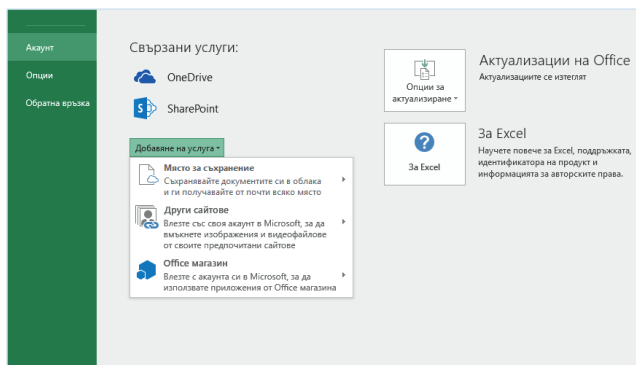 Акаунт
Опции
Обратна връзка
Свързани услуги:
OneDrive
SharePoint
Добавяне на услуга
Място за съхранение
Съхранявайте документите си в облака
и ги получавайте от почти всяко място
Други сайтове
Влезте със своя акаунт в Microsoft, за да
вмъкнете изображения и видеофайлове
от своите предпочитани сайтове
Office магазин
Влезте с акаунта си в Microsoft, за да
използвате приложения от Office магазина
Опции за
актуализиране
Актуализации на Office
Актуализациите се изтеглят
За Excel
За Excel
Научете повече за Excel, поддръжката,
идентификатора на продукт и
информацията за авторските права.